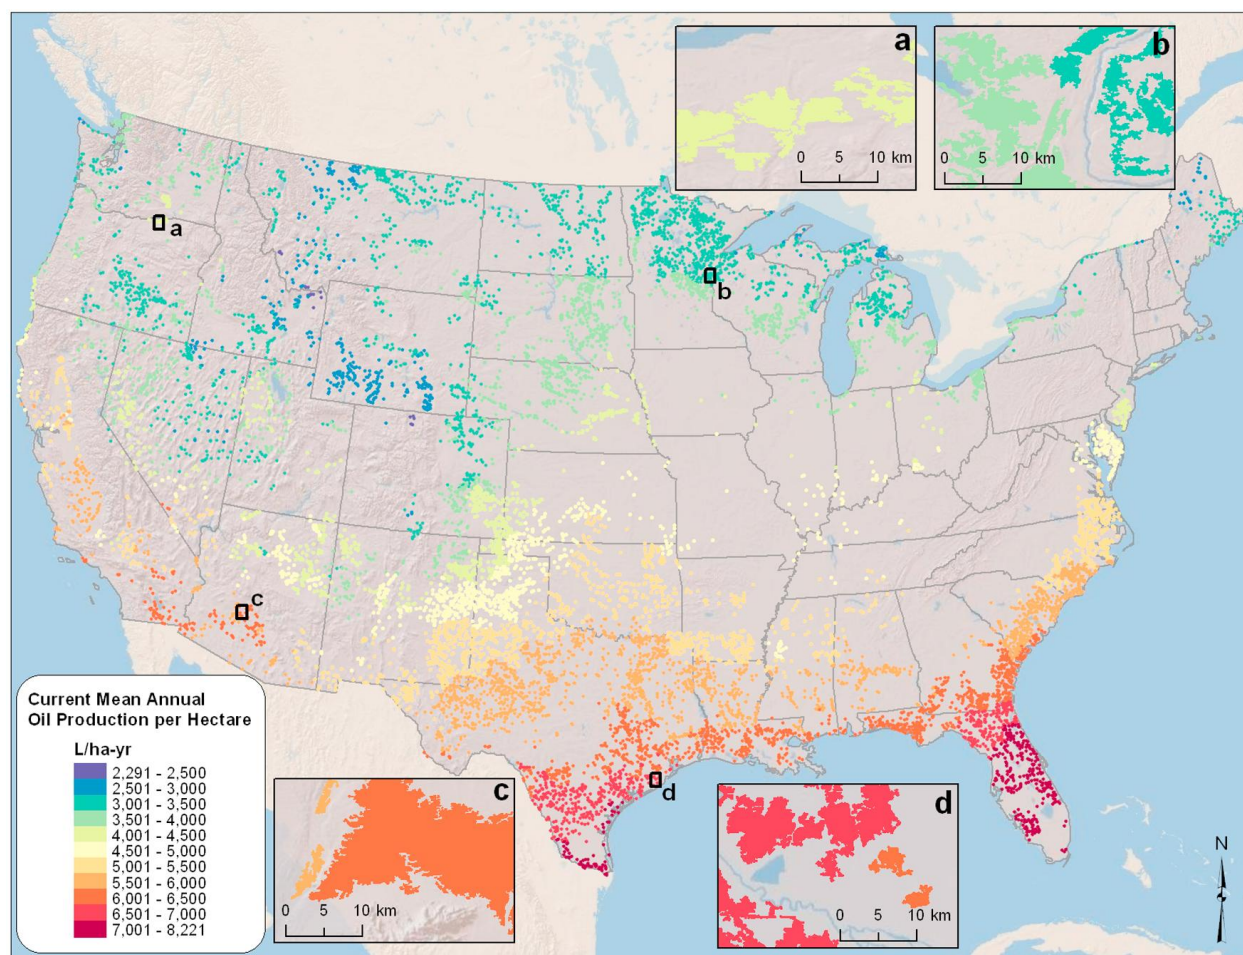 a
b
0 5 10 km
0 5 10 km
a
b
c
N
Current Mean Annual
Oil Production per Hectare
L/ha-yr
2,291 - 2,500
2,501 - 3,000
3,001 - 3,500
3,501 - 4,000
4,001 - 4,500
4,501 - 5,000
5,001 - 5,500
5,501 - 6,000
6,001 - 6,500
6,501 - 7,000
7,001 - 8,221
d
c
0 5 10 km
d
0 5 10 km